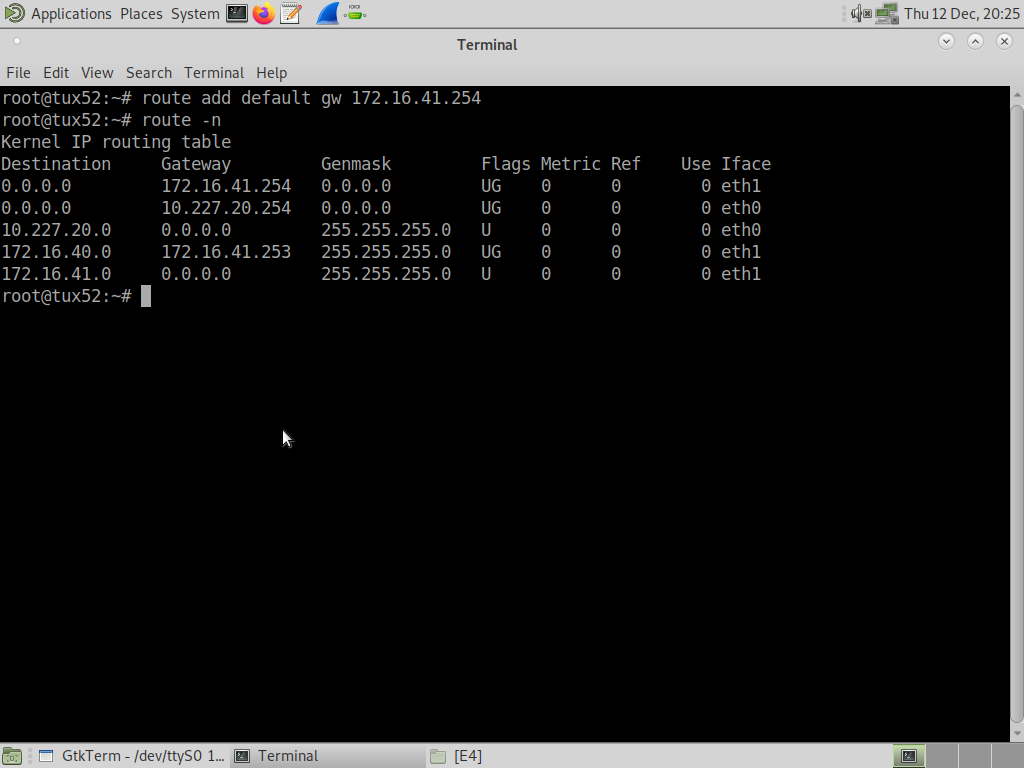 Applications Places System Thu 12 Dec, 20:25
Terminal
File Edit View Search Terminal Help
root@tux52:~# route add default gw 172.16.41.254
root@tux52:~# route -n
Kernel IP routing table
Destination     Gateway         Genmask         Flags Metric Ref    Use Iface
0.0.0.0         172.16.41.254   0.0.0.0         UG    0      0        0 eth1
0.0.0.0         10.227.20.254   0.0.0.0         UG    0      0        0 eth0
10.227.20.0     0.0.0.0         255.255.255.0   U     0      0        0 eth0
172.16.40.0     172.16.41.253   255.255.255.0   UG    0      0        0 eth1
172.16.41.0     0.0.0.0         255.255.255.0   U     0      0        0 eth1
root@tux52:~#
GtkTerm - /dev/ttyS0 1... Terminal [E4]